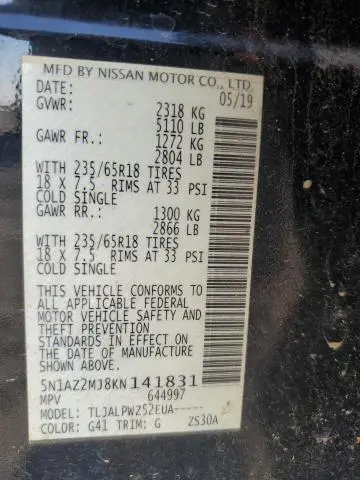 MFD BY NISSAN MOTOR CO., LTD.
DATE: 05/19
GVWR: 2318 KG
5110 LB
GAWR FR.: 1272 KG
2804 LB
WITH 235/65R18 TIRES
18 X 7.5 RIMS AT 33 PSI
COLD SINGLE
GAWR RR.: 1300 KG
2866 LB
WITH 235/65R18 TIRES
18 X 7.5 RIMS AT 33 PSI
COLD SINGLE
THIS VEHICLE CONFORMS TO
ALL APPLICABLE FEDERAL
MOTOR VEHICLE SAFETY AND
THEFT PREVENTION
STANDARDS IN EFFECT ON
THE DATE OF MANUFACTURE
SHOWN ABOVE.
5N1AZ2MJ8KN141831
MPV 644997
MODEL: TLJALPWZ52EUA-----
COLOR: G41 TRIM: G ZS30A